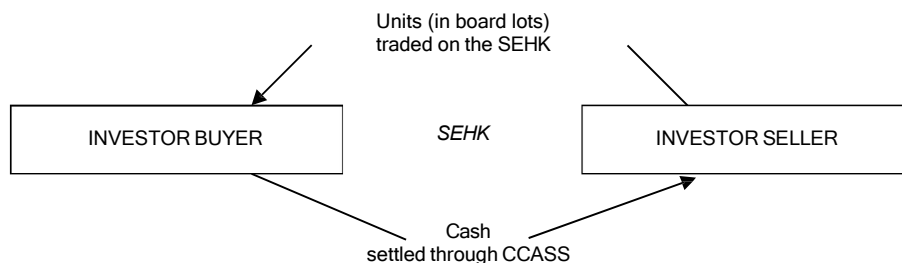 Units (in board lots)
traded on the SEHK
INVESTOR BUYER
SEHK
INVESTOR SELLER
Cash
settled through CCASS